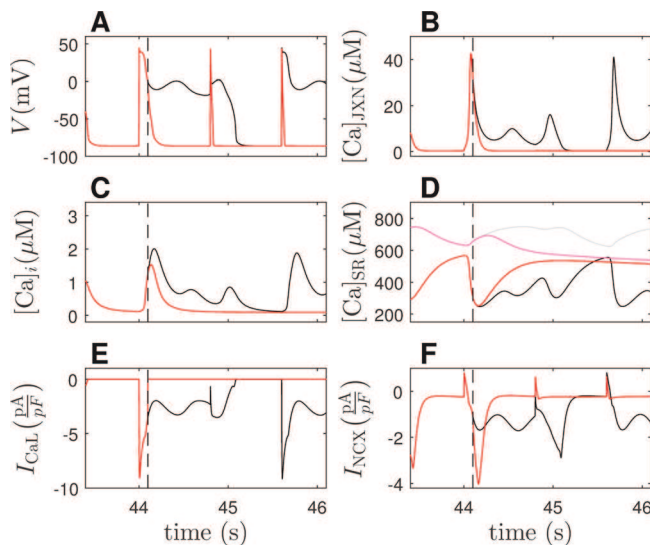 A
B
50
0
-50
-100
V(mV)
40
20
0
[Ca]JXN(μM)
C
D
3
2
1
0
[Ca]i(μM)
800
600
400
200
[Ca]SR(μM)
E
F
0
-5
-10
ICaL(pA/pF)
0
-2
-4
INCX(pA/pF)
44 45 46
44 45 46
time (s)
time (s)